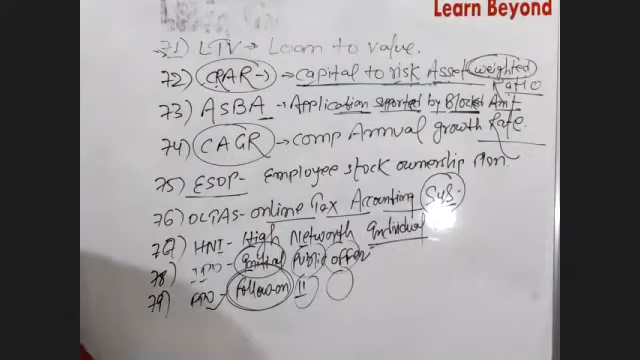 Learn Beyond
71) LTV → Loan to value.
72) CRAR → capital to risk Asset weighted
Ratio
73) ASBA - Application supported by Blocked Amt
74) CAGR → comp Annual growth Rate.
75) ESOP - Employee stock ownership plan.
76) OLTAS - online Tax Accounting Sys.
77) HNI - High Networth Individual
78) IPO - Initial Public offer
79) FPO - Follow on "